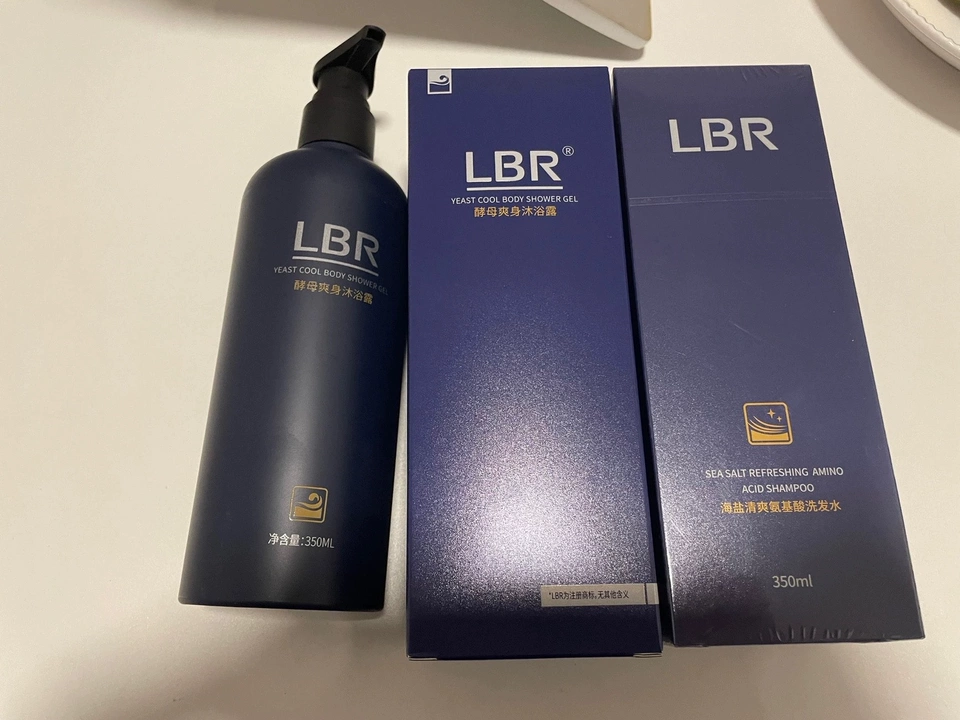 LBR
YEAST COOL BODY SHOWER GEL
酵母爽身沐浴露
净含量:350ML
LBR®
YEAST COOL BODY SHOWER GEL
酵母爽身沐浴露
*LBR为注册商标,无其他含义
LBR
SEA SALT REFRESHING AMINO
ACID SHAMPOO
海盐清爽氨基酸洗发水
350ml